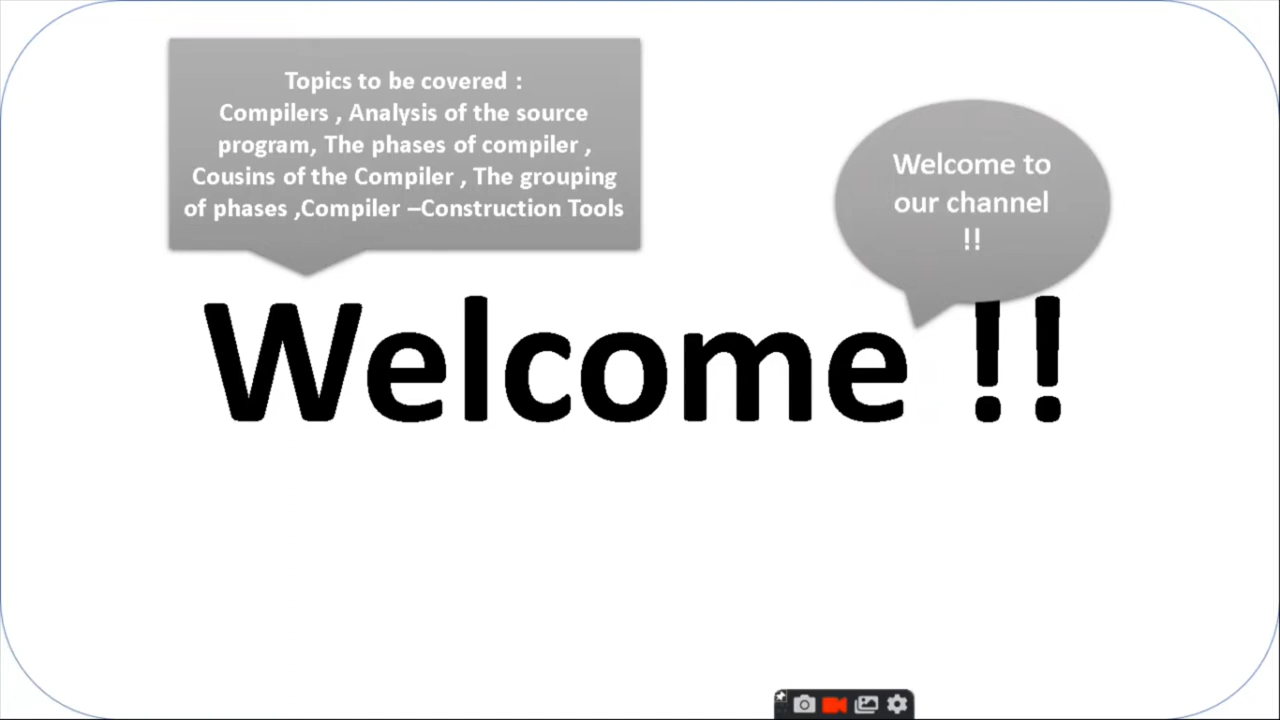 Topics to be covered :
Compilers , Analysis of the source
program, The phases of compiler ,
Cousins of the Compiler , The grouping
of phases ,Compiler –Construction Tools
Welcome to
our channel
!!
Welcome !!